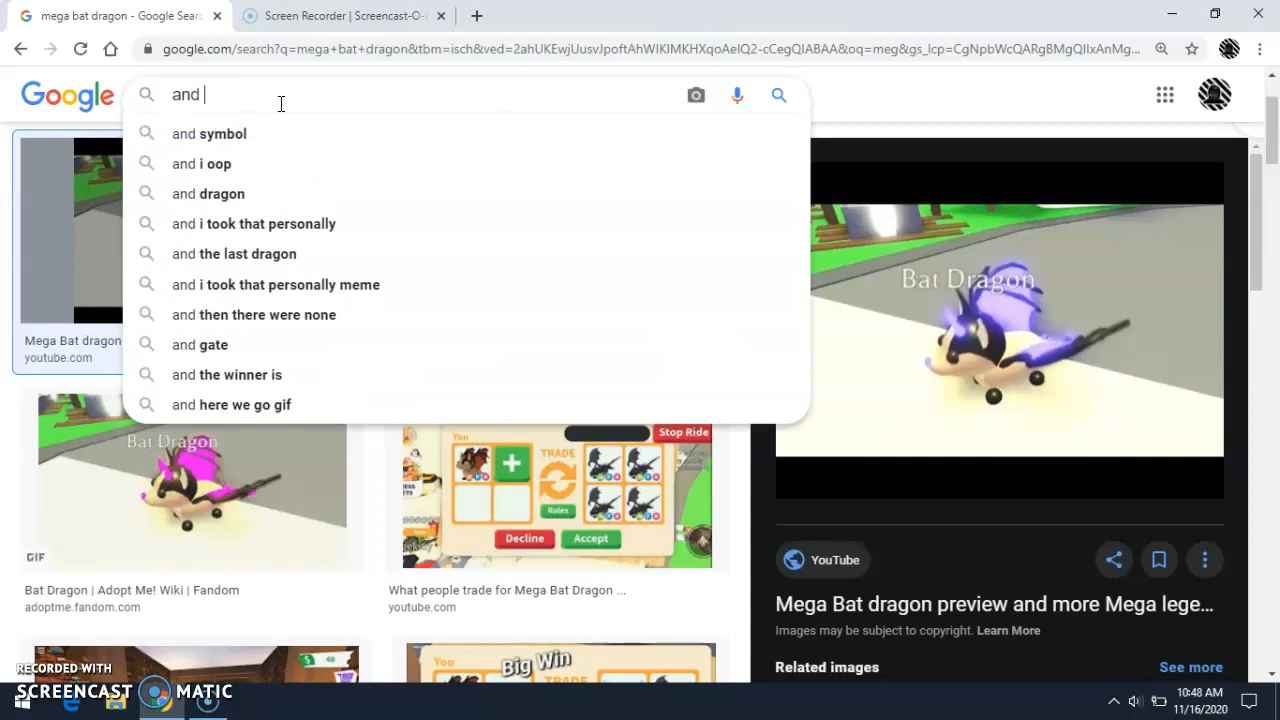 mega bat dragon - Google Sear
Screen Recorder | Screencast-O-
google.com/search?q=mega+bat+dragon&tbm=isch&ved=2ahUKEwjUusvJpoftAhWIKlMKHXqoAeIQ2-cCegQIABAA&oq=meg&gs_lcp=CgNpbWcQARgBMgQIIxAnMg...
Google
and
and symbol
and i oop
and dragon
and i took that personally
and the last dragon
and i took that personally meme
and then there were none
and gate
and the winner is
and here we go gif
Mega Bat dragon
youtube.com
Bat Dragon
GIF
Bat Dragon | Adopt Me! Wiki | Fandom
adoptme.fandom.com
You
TRADE
Rules
Decline
Accept
Stop Ride
What people trade for Mega Bat Dragon ...
youtube.com
You
Big Win
Bat Dragon
YouTube
Mega Bat dragon preview and more Mega lege...
Images may be subject to copyright. Learn More
Related images
See more
RECORDED WITH
SCREENCAST MATIC
10:48 AM
11/16/2020